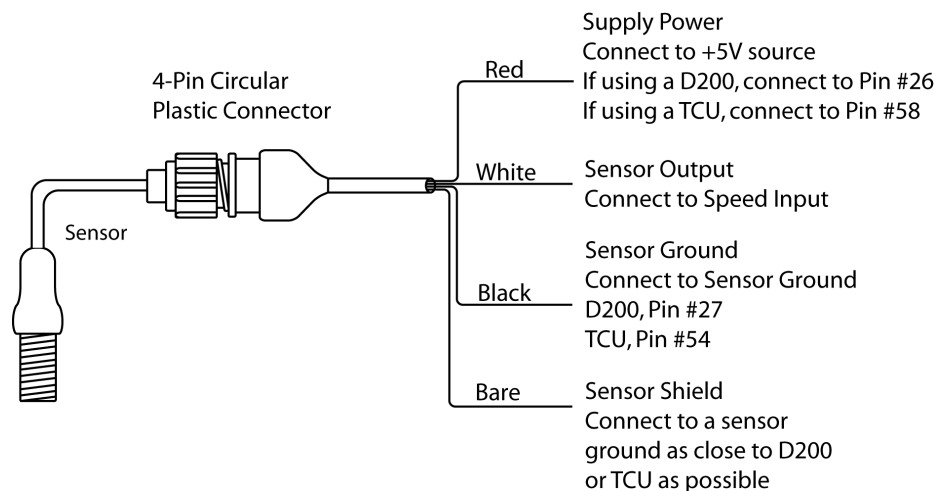 4-Pin Circular
Plastic Connector
Sensor
Red
Supply Power
Connect to +5V source
If using a D200, connect to Pin #26
If using a TCU, connect to Pin #58
White
Sensor Output
Connect to Speed Input
Black
Sensor Ground
Connect to Sensor Ground
D200, Pin #27
TCU, Pin #54
Bare
Sensor Shield
Connect to a sensor
ground as close to D200
or TCU as possible